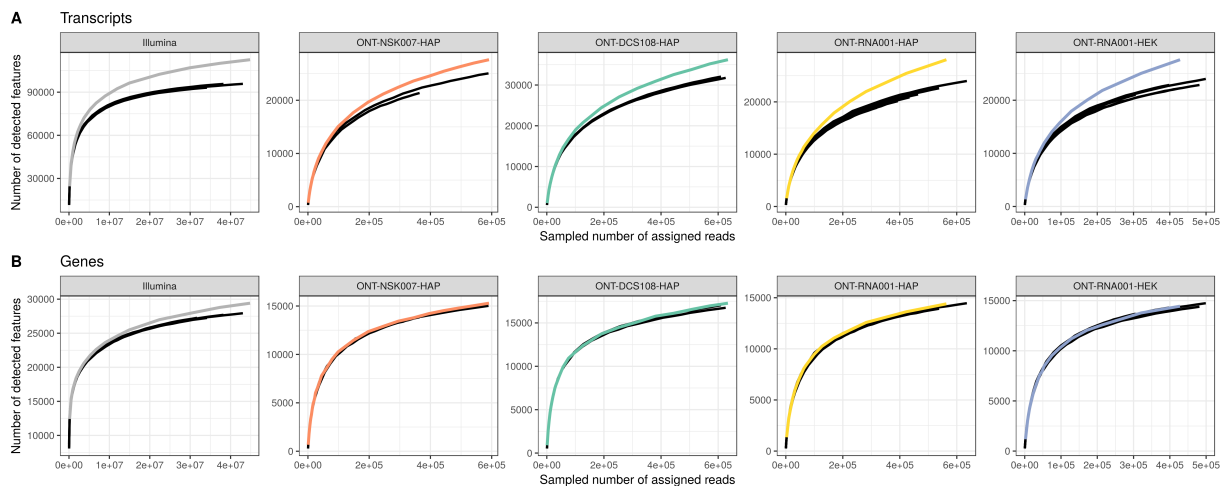 A Transcripts
Illumina ONT-NSK007-HAP ONT-DCS108-HAP ONT-RNA001-HAP ONT-RNA001-HEK
Number of detected features
90000
60000
30000
0e+00 1e+07 2e+07 3e+07 4e+07
20000
10000
0
0e+00 2e+05 4e+05 6e+05
30000
20000
10000
0
0e+00 2e+05 4e+05 6e+05
20000
10000
0
0e+00 2e+05 4e+05 6e+05
20000
10000
0
0e+00 1e+05 2e+05 3e+05 4e+05 5e+05
Sampled number of assigned reads
B Genes
Illumina ONT-NSK007-HAP ONT-DCS108-HAP ONT-RNA001-HAP ONT-RNA001-HEK
Number of detected features
30000
25000
20000
15000
10000
0e+00 1e+07 2e+07 3e+07 4e+07
15000
10000
5000
0
0e+00 2e+05 4e+05 6e+05
15000
10000
5000
0
0e+00 2e+05 4e+05 6e+05
15000
10000
5000
0
0e+00 2e+05 4e+05 6e+05
15000
10000
5000
0
0e+00 1e+05 2e+05 3e+05 4e+05 5e+05
Sampled number of assigned reads